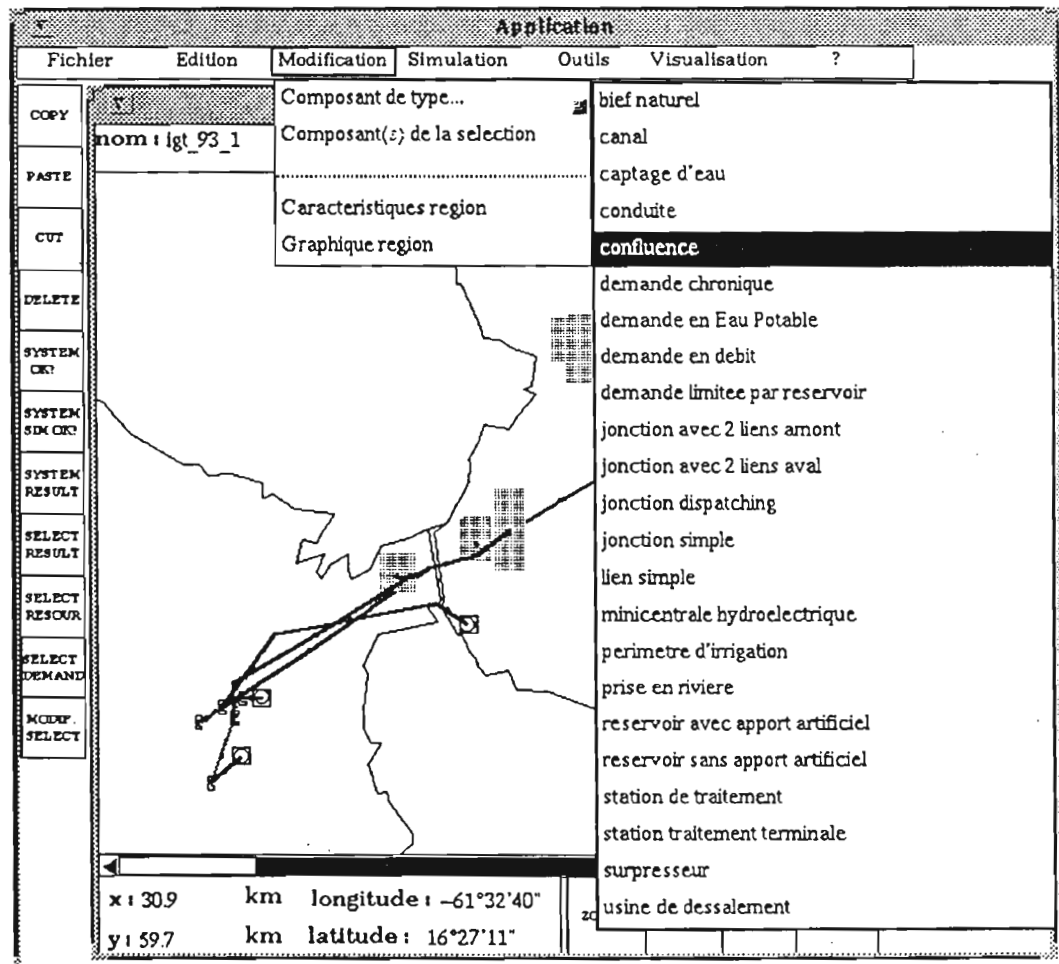 Application
Fichier Edition Modification Simulation Outils Visualisation ?
COPY
PASTE
CUT
DELETE
SYSTEM
OK?
SYSTEM
SIM OK?
SYSTEM
RESULT
SELECT
RESULT
SELECT
RESOUR
SELECT
DEMAND
MODIF.
SELECT
nom : igt_93_1
Composant de type...
Composant(s) de la selection
Caracteristiques region
Graphique region
bief naturel
canal
captage d'eau
conduite
confluence
demande chronique
demande en Eau Potable
demande en debit
demande limitee par reservoir
jonction avec 2 liens amont
jonction avec 2 liens aval
jonction dispatching
jonction simple
lien simple
minicentrale hydroelectrique
perimetre d'irrigation
prise en riviere
reservoir avec apport artificiel
reservoir sans apport artificiel
station de traitement
station traitement terminale
surpresseur
usine de dessalement
x : 30.9 km longitude : -61°32'40"
y : 59.7 km latitude : 16°27'11"